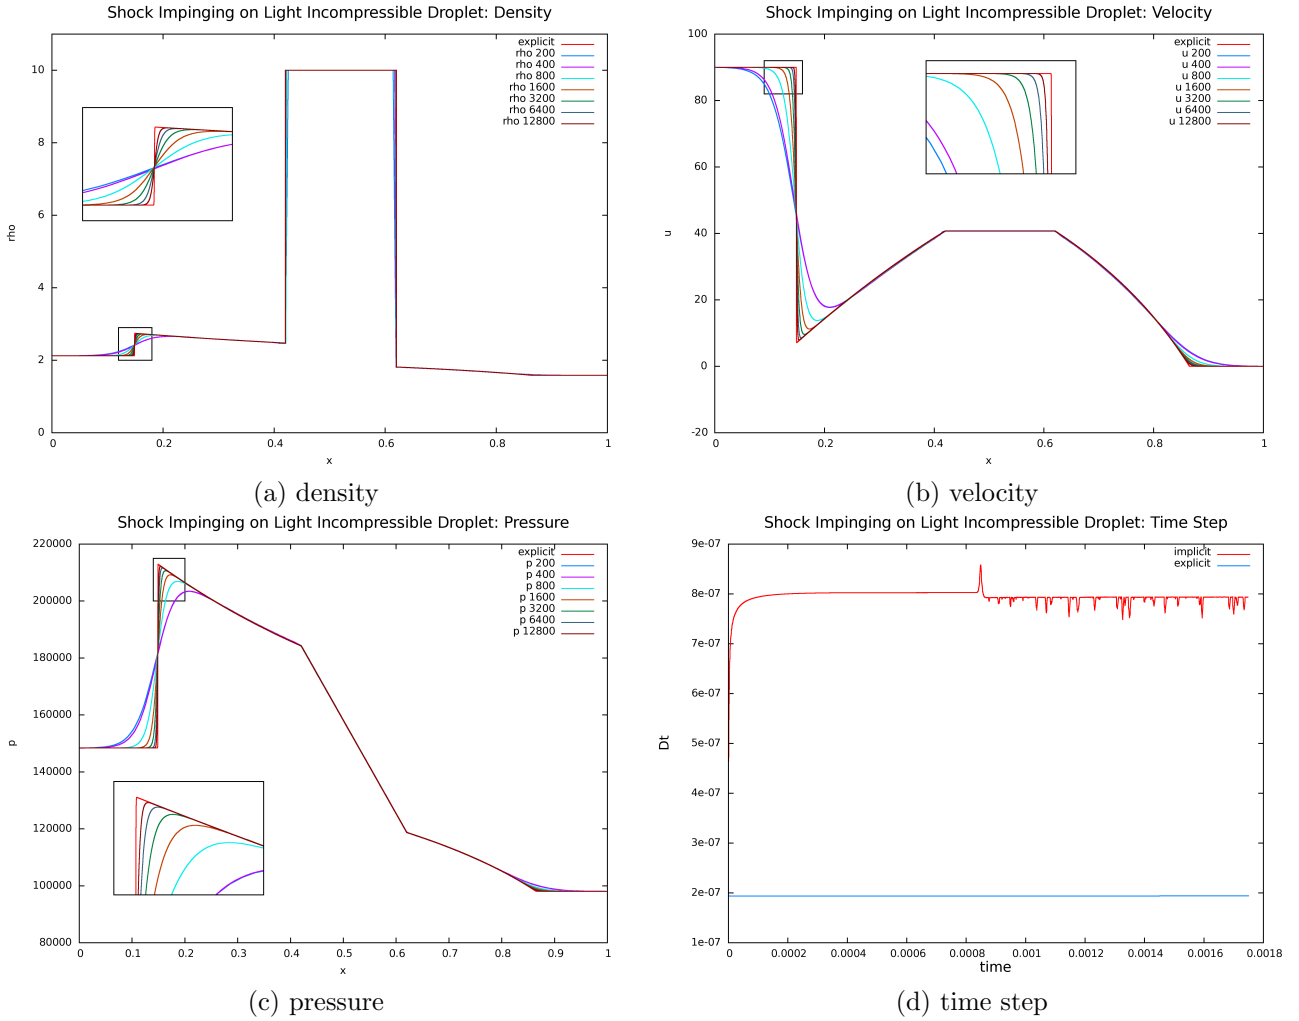 Shock Impinging on Light Incompressible Droplet: Density
explicit
rho 200
rho 400
rho 800
rho 1600
rho 3200
rho 6400
rho 12800
10
8
6
4
2
0
rho
0
0.2
0.4
0.6
0.8
1
x
(a) density
Shock Impinging on Light Incompressible Droplet: Velocity
explicit
u 200
u 400
u 800
u 1600
u 3200
u 6400
u 12800
100
80
60
40
20
0
-20
u
0
0.2
0.4
0.6
0.8
1
x
(b) velocity
Shock Impinging on Light Incompressible Droplet: Pressure
explicit
p 200
p 400
p 800
p 1600
p 3200
p 6400
p 12800
220000
200000
180000
160000
140000
120000
100000
80000
p
0
0.1
0.2
0.3
0.4
0.5
0.6
0.7
0.8
0.9
1
x
(c) pressure
Shock Impinging on Light Incompressible Droplet: Time Step
implicit
explicit
9e-07
8e-07
7e-07
6e-07
5e-07
4e-07
3e-07
2e-07
1e-07
Dt
0
0.0002
0.0004
0.0006
0.0008
0.001
0.0012
0.0014
0.0016
0.0018
time
(d) time step